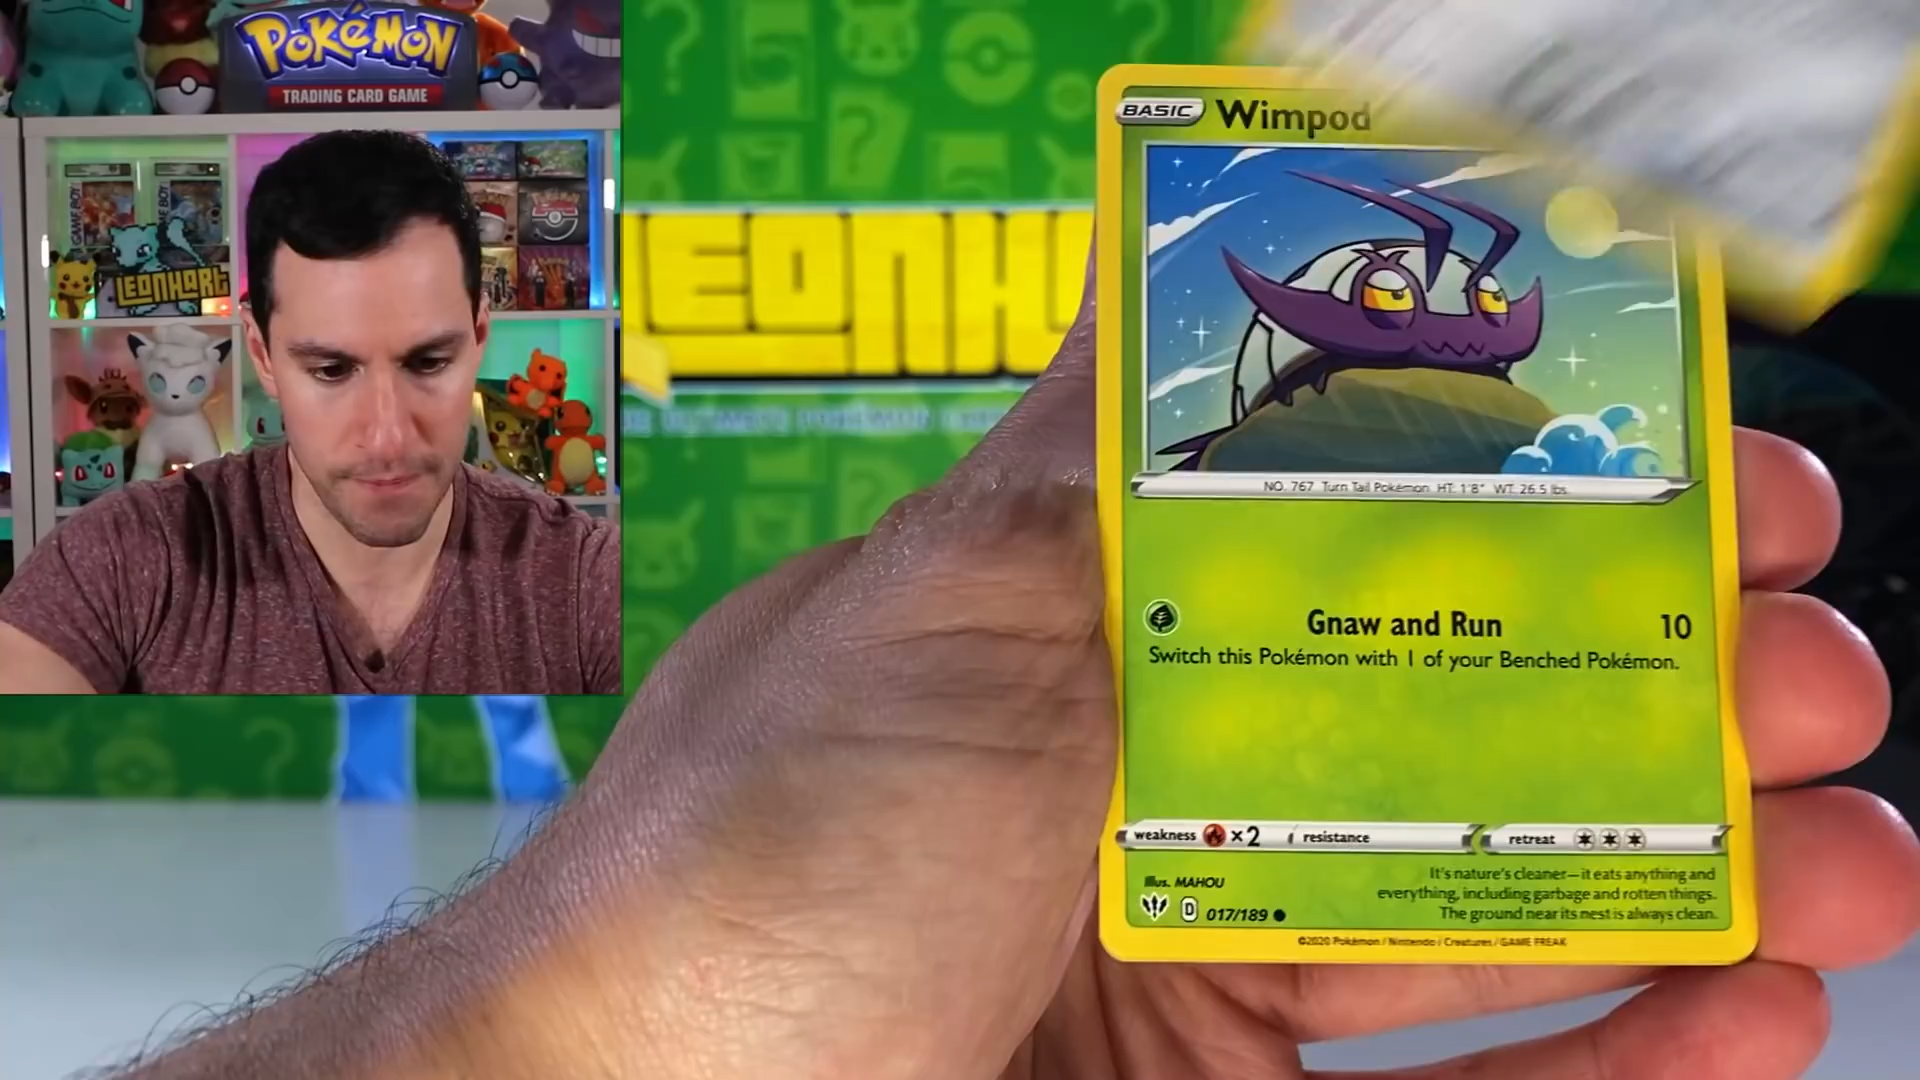 POKéMON
TRADING CARD GAME
GAME BOY
LEONHART
EONH
BASIC Wimpod
NO. 767 Turn Tail Pokémon HT: 1'8" WT: 26.5 lbs.
Gnaw and Run 10
Switch this Pokémon with 1 of your Benched Pokémon.
weakness ×2 resistance retreat
Illus. MAHOU
D 017/189
It's nature's cleaner—it eats anything and
everything, including garbage and rotten things.
The ground near its nest is always clean.
©2020 Pokémon / Nintendo / Creatures / GAME FREAK